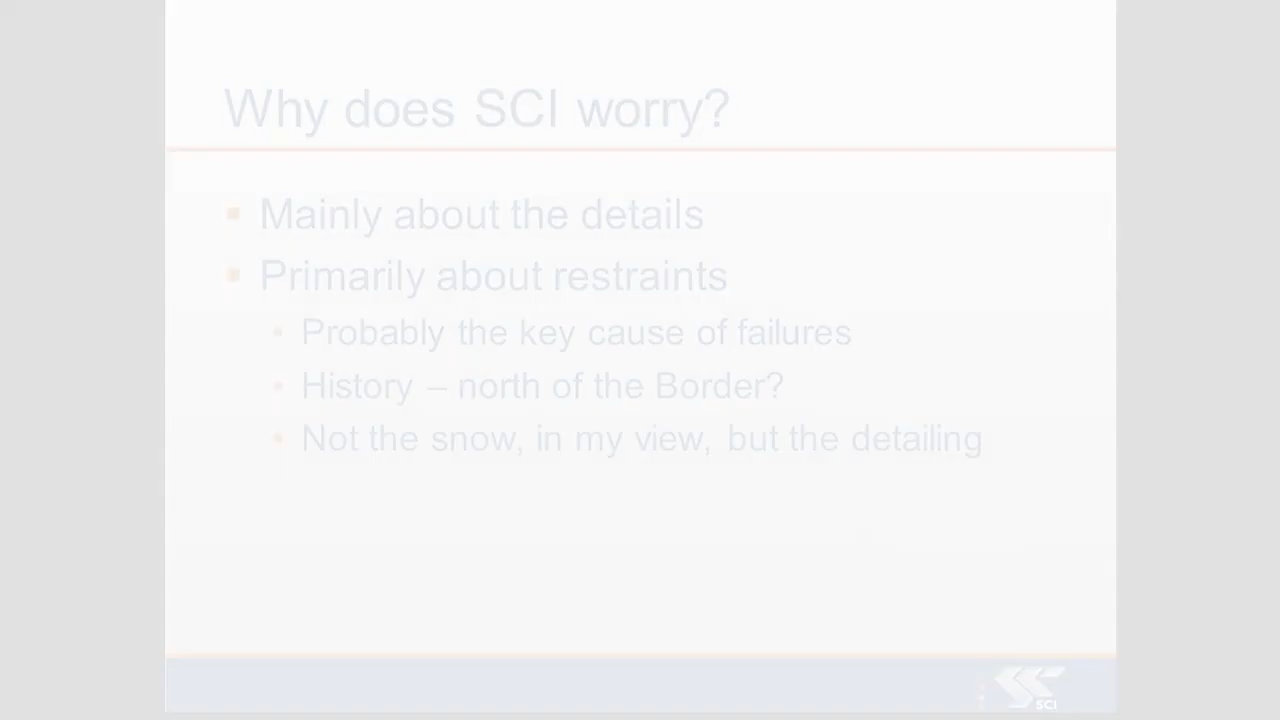 Why does SCI worry?
Mainly about the details
Primarily about restraints
Probably the key cause of failures
History – north of the Border?
Not the snow, in my view, but the detailing
SCI